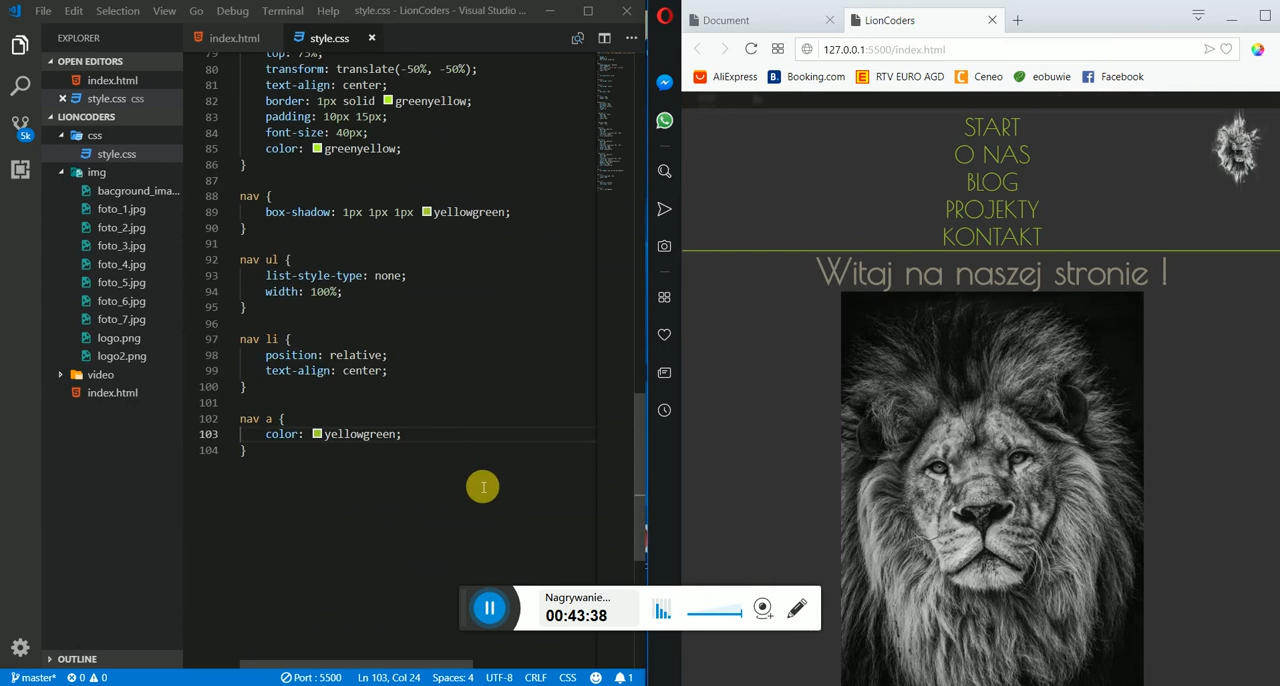 File Edit Selection View Go Debug Terminal Help style.css - LionCoders - Visual Studio ...
EXPLORER
OPEN EDITORS
index.html
style.css css
LIONCODERS
css
style.css
img
bacground_ima...
foto_1.jpg
foto_2.jpg
foto_3.jpg
foto_4.jpg
foto_5.jpg
foto_6.jpg
foto_7.jpg
logo.png
logo2.png
video
index.html
OUTLINE
5k
index.html style.css
80 transform: translate(-50%, -50%);
81 text-align: center;
82 border: 1px solid greenyellow;
83 padding: 10px 15px;
84 font-size: 40px;
85 color: greenyellow;
86 }
87
88 nav {
89 box-shadow: 1px 1px 1px yellowgreen;
90 }
91
92 nav ul {
93 list-style-type: none;
94 width: 100%;
95 }
96
97 nav li {
98 position: relative;
99 text-align: center;
100 }
101
102 nav a {
103 color: yellowgreen;
104 }
master* 0 0 Port : 5500 Ln 103, Col 24 Spaces: 4 UTF-8 CRLF CSS 1
Document LionCoders
127.0.0.1:5500/index.html
AliExpress Booking.com RTV EURO AGD Ceneo eobuwie Facebook
START
O NAS
BLOG
PROJEKTY
KONTAKT
Witaj na naszej stronie !
Nagrywanie...
00:43:38